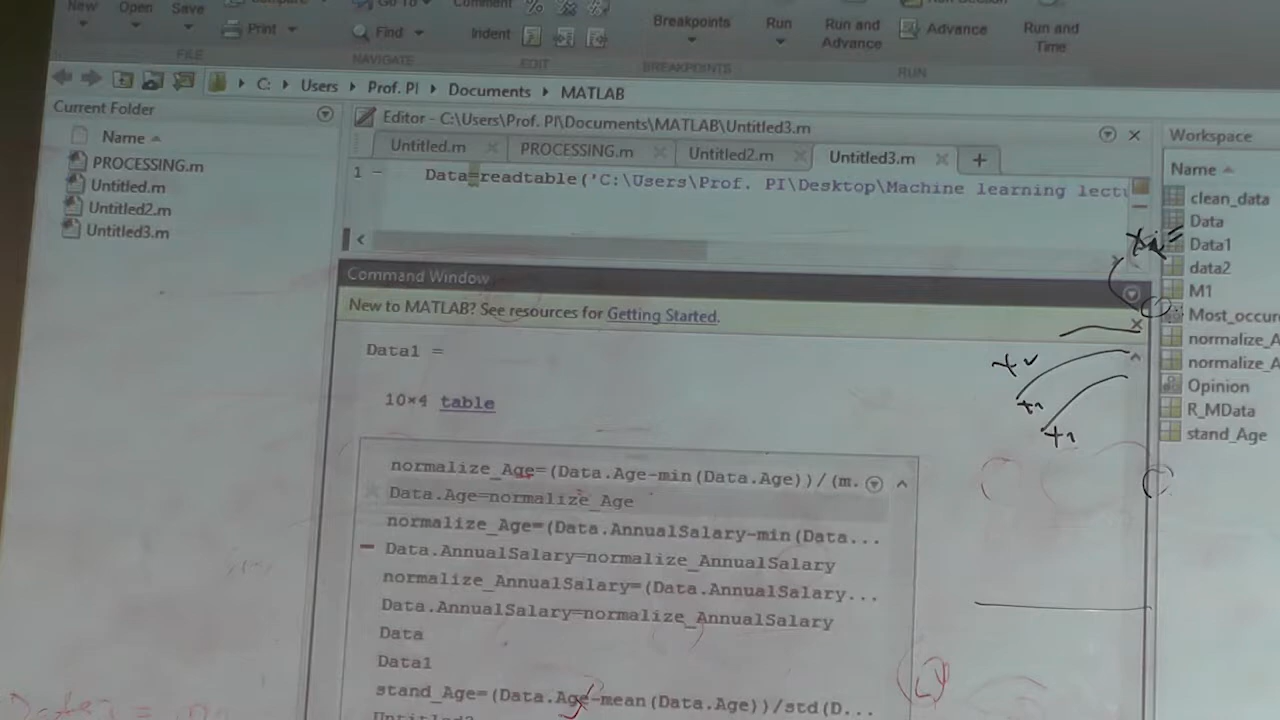 New Open Save Go To Comment
Print Find Indent Breakpoints Run Run and Advance Advance Run and Time
FILE NAVIGATE EDIT BREAKPOINTS RUN
C: Users Prof. PI Documents MATLAB
Current Folder
Name
PROCESSING.m
Untitled.m
Untitled2.m
Untitled3.m
Editor - C:\Users\Prof. PI\Documents\MATLAB\Untitled3.m
Untitled.m PROCESSING.m Untitled2.m Untitled3.m +
1 - Data=readtable('C:\Users\Prof. PI\Desktop\Machine learning lectu
Command Window
New to MATLAB? See resources for Getting Started.
Data1 =
10×4 table
normalize_Age=(Data.Age-min(Data.Age))/(m.
Data.Age=normalize_Age
normalize_Age=(Data.AnnualSalary-min(Data...
Data.AnnualSalary=normalize_AnnualSalary
normalize_AnnualSalary=(Data.AnnualSalary...
Data.AnnualSalary=normalize_AnnualSalary
Data
Data1
stand_Age=(Data.Age-mean(Data.Age))/std(D...
Workspace
Name
clean_data
Data
Data1
data2
M1
Most_occur
normalize_A
normalize_A
Opinion
R_MData
stand_Age